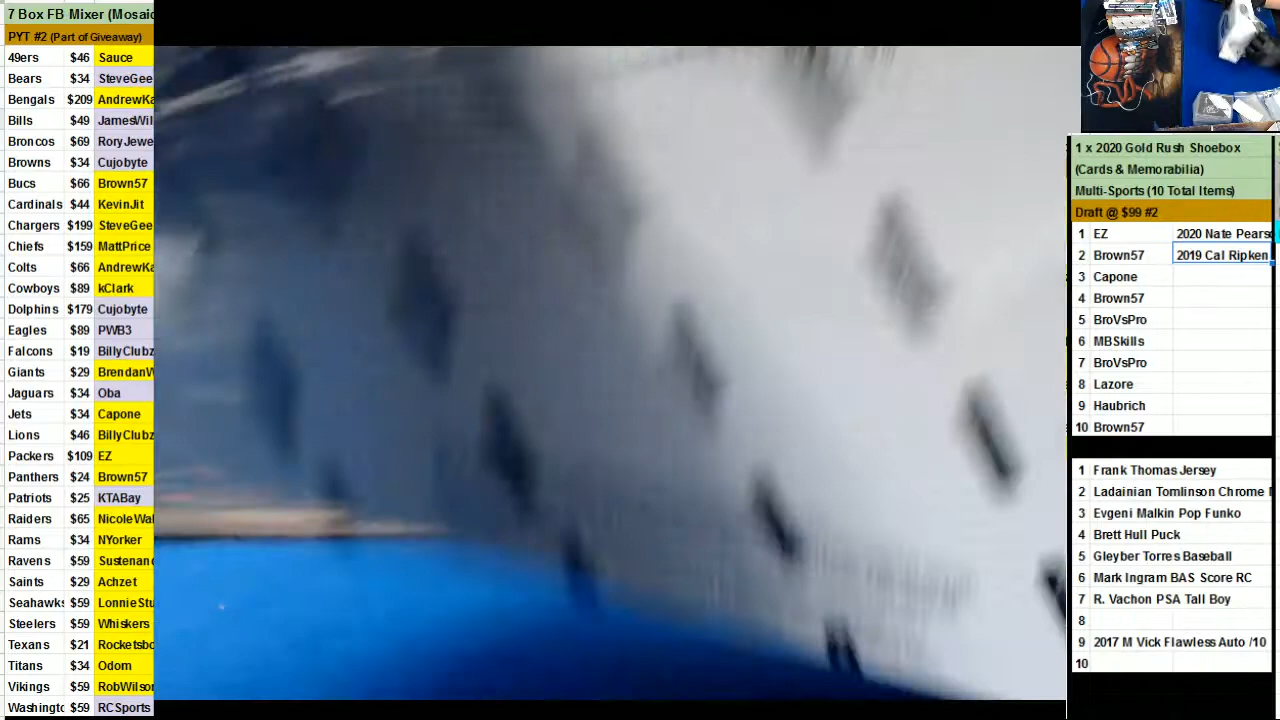 7 Box FB Mixer (Mosaic
PYT #2 (Part of Giveaway)
49ers $46 Sauce
Bears $34 SteveGee
Bengals $209 AndrewKa
Bills $49 JamesWil
Broncos $69 RoryJewe
Browns $34 Cujobyte
Bucs $66 Brown57
Cardinals $44 KevinJit
Chargers $199 SteveGee
Chiefs $159 MattPrice
Colts $66 AndrewKa
Cowboys $89 kClark
Dolphins $179 Cujobyte
Eagles $89 PWB3
Falcons $19 BillyClubz
Giants $29 BrendanW
Jaguars $34 Oba
Jets $34 Capone
Lions $46 BillyClubz
Packers $109 EZ
Panthers $24 Brown57
Patriots $25 KTABay
Raiders $65 NicoleWal
Rams $34 NYorker
Ravens $59 Sustenanc
Saints $29 Achzet
Seahawks $59 LonnieStu
Steelers $59 Whiskers
Texans $21 Rocketsbo
Titans $34 Odom
Vikings $59 RobWilson
Washingto $59 RCSports
1 x 2020 Gold Rush Shoebox
(Cards & Memorabilia)
Multi-Sports (10 Total Items)
Draft @ $99 #2
1 EZ 2020 Nate Pearso
2 Brown57 2019 Cal Ripken
3 Capone
4 Brown57
5 BroVsPro
6 MBSkills
7 BroVsPro
8 Lazore
9 Haubrich
10 Brown57
1 Frank Thomas Jersey
2 Ladainian Tomlinson Chrome
3 Evgeni Malkin Pop Funko
4 Brett Hull Puck
5 Gleyber Torres Baseball
6 Mark Ingram BAS Score RC
7 R. Vachon PSA Tall Boy
8
9 2017 M Vick Flawless Auto /10
10